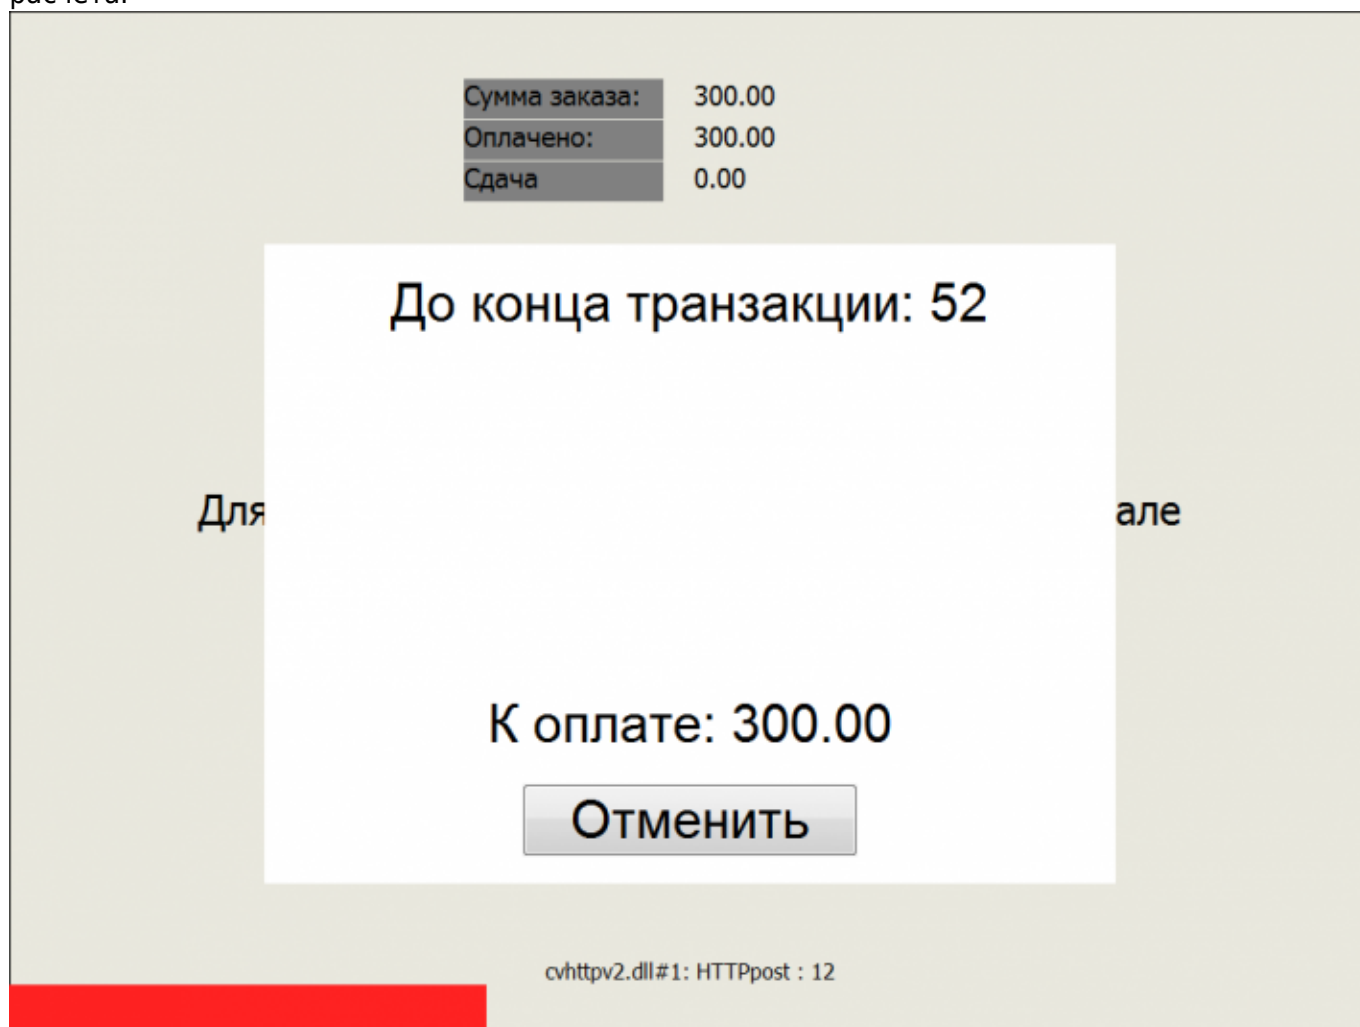 расчета.
Сумма заказа: 300.00
Оплачено: 300.00
Сдача 0.00
До конца транзакции: 52
Для але
К оплате: 300.00
Отменить
cvhttpv2.dll#1: HTTPpost : 12